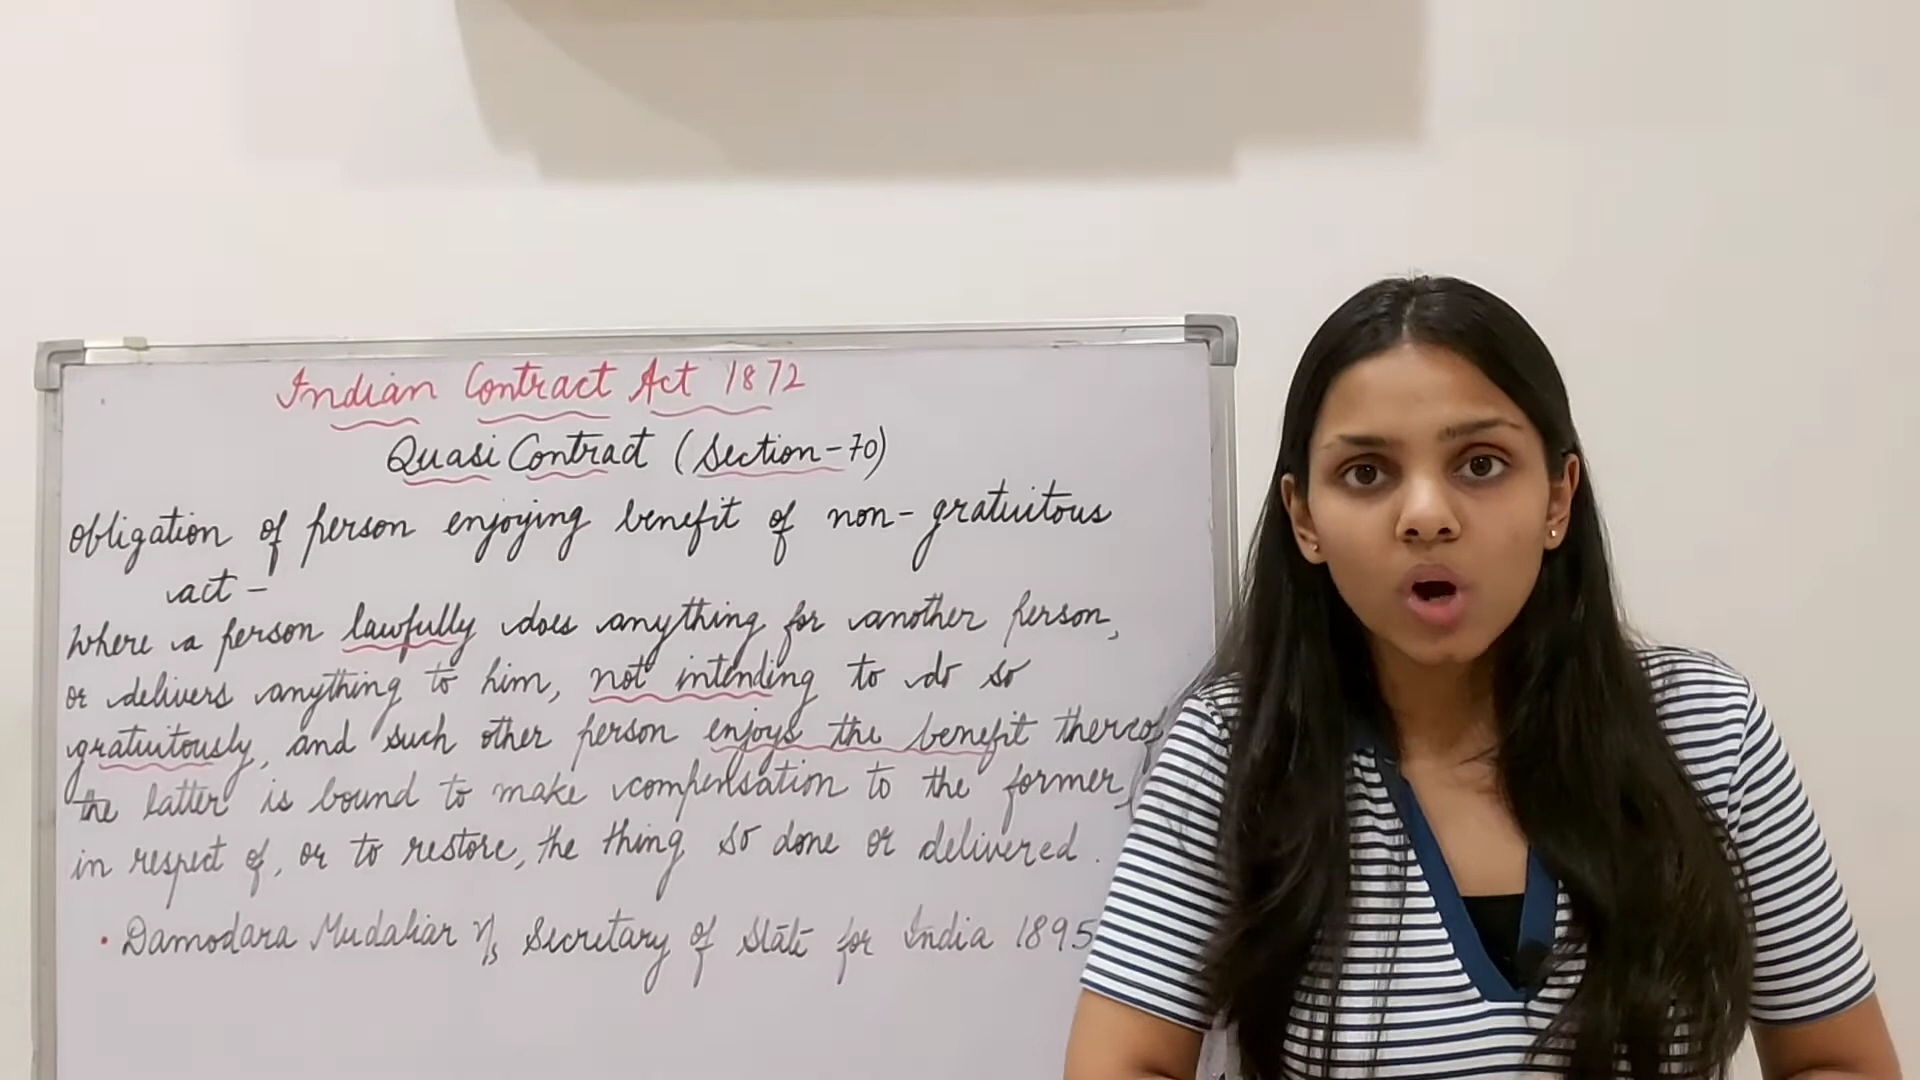 Indian Contract Act 1872
Quasi Contract (Section-70)
Obligation of person enjoying benefit of non-gratuitous
act -
Where a person lawfully does anything for another person,
or delivers anything to him, not intending to do so
gratuitously, and such other person enjoys the benefit thereof
the latter is bound to make compensation to the former,
in respect of, or to restore, the thing so done or delivered.
• Damodara Mudaliar v/s Secretary of State for India 1895